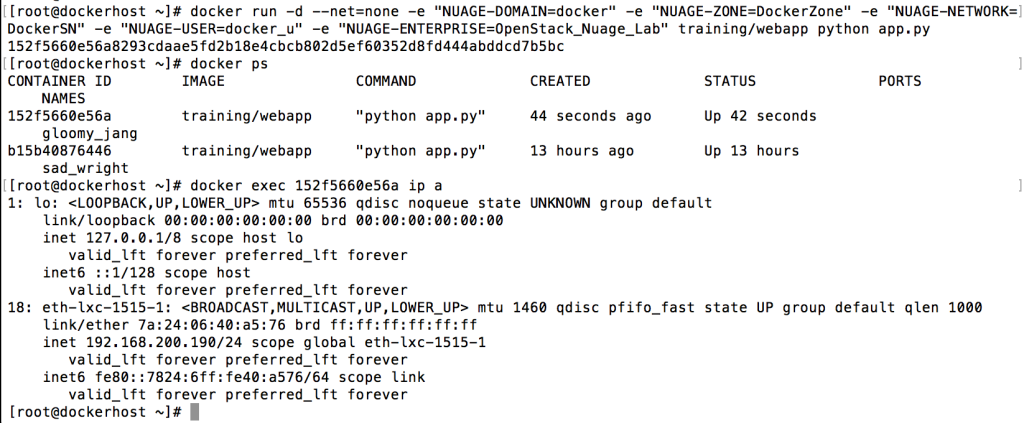 [[root@dockerhost ~]# docker run -d --net=none -e "NUAGE-DOMAIN=docker" -e "NUAGE-ZONE=DockerZone" -e "NUAGE-NETWORK=]
DockerSN" -e "NUAGE-USER=docker_u" -e "NUAGE-ENTERPRISE=OpenStack_Nuage_Lab" training/webapp python app.py
152f5660e56a8293cdaae5fd2b18e4cbcb802d5ef60352d8fd444abddcd7b5bc
[[root@dockerhost ~]# docker ps ]
CONTAINER ID IMAGE COMMAND CREATED STATUS PORTS
NAMES
152f5660e56a training/webapp "python app.py" 44 seconds ago Up 42 seconds
gloomy_jang
b15b40876446 training/webapp "python app.py" 13 hours ago Up 13 hours
sad_wright
[[root@dockerhost ~]# docker exec 152f5660e56a ip a ]
1: lo: <LOOPBACK,UP,LOWER_UP> mtu 65536 qdisc noqueue state UNKNOWN group default
link/loopback 00:00:00:00:00:00 brd 00:00:00:00:00:00
inet 127.0.0.1/8 scope host lo
valid_lft forever preferred_lft forever
inet6 ::1/128 scope host
valid_lft forever preferred_lft forever
18: eth-lxc-1515-1: <BROADCAST,MULTICAST,UP,LOWER_UP> mtu 1460 qdisc pfifo_fast state UP group default qlen 1000
link/ether 7a:24:06:40:a5:76 brd ff:ff:ff:ff:ff:ff
inet 192.168.200.190/24 scope global eth-lxc-1515-1
valid_lft forever preferred_lft forever
inet6 fe80::7824:6ff:fe40:a576/64 scope link
valid_lft forever preferred_lft forever
[root@dockerhost ~]#